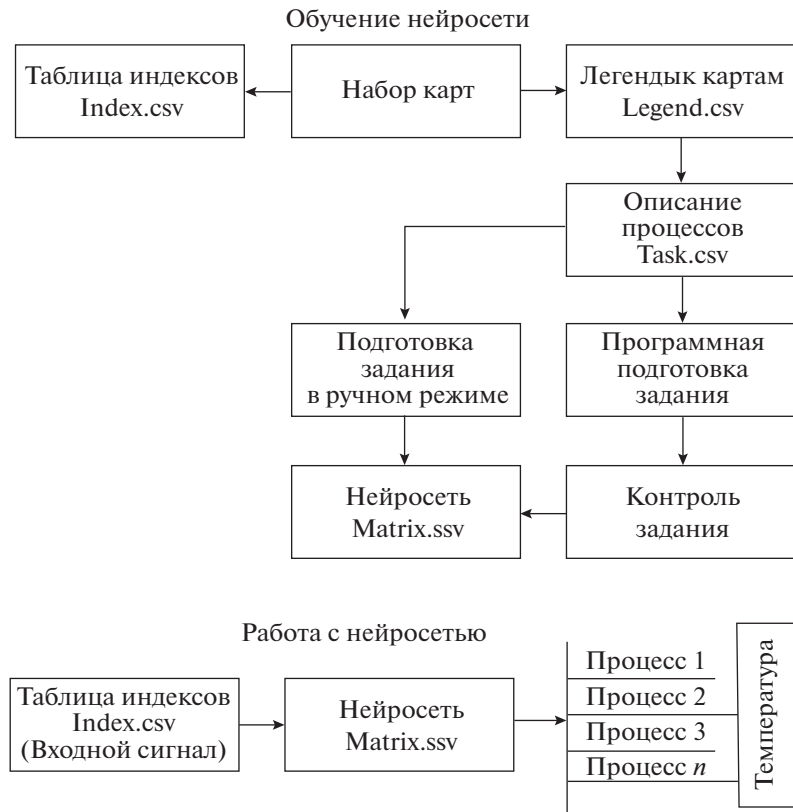 Обучение нейросети
Таблица индексов
Index.csv
Набор карт
Легендык картам
Legend.csv
Описание
процессов
Task.csv
Подготовка
задания
в ручном режиме
Программная
подготовка
задания
Нейросеть
Matrix.ssv
Контроль
задания
Работа с нейросетью
Таблица индексов
Index.csv
(Входной сигнал)
Нейросеть
Matrix.ssv
Процесс 1
Процесс 2
Процесс 3
Процесс n
Температура